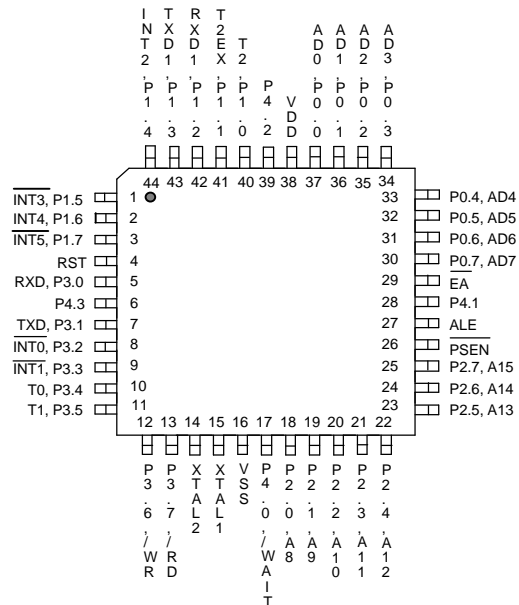 INT2, P1.4
TXD1, P1.3
RXD1, P1.2
T2EX, P1.1
T2, P1.0
P4.2
VDD
AD0, P0.0
AD1, P0.1
AD2, P0.2
AD3, P0.3
44 43 42 41 40 39 38 37 36 35 34
INT3, P1.5 1
INT4, P1.6 2
INT5, P1.7 3
RST 4
RXD, P3.0 5
P4.3 6
TXD, P3.1 7
INT0, P3.2 8
INT1, P3.3 9
T0, P3.4 10
T1, P3.5 11
33 P0.4, AD4
32 P0.5, AD5
31 P0.6, AD6
30 P0.7, AD7
29 EA
28 P4.1
27 ALE
26 PSEN
25 P2.7, A15
24 P2.6, A14
23 P2.5, A13
12 13 14 15 16 17 18 19 20 21 22
P3.6, /WR
P3.7, /RD
XTAL2
XTAL1
VSS
P4.0, /WAIT
P2.0, A8
P2.1, A9
P2.2, A10
P2.3, A11
P2.4, A12